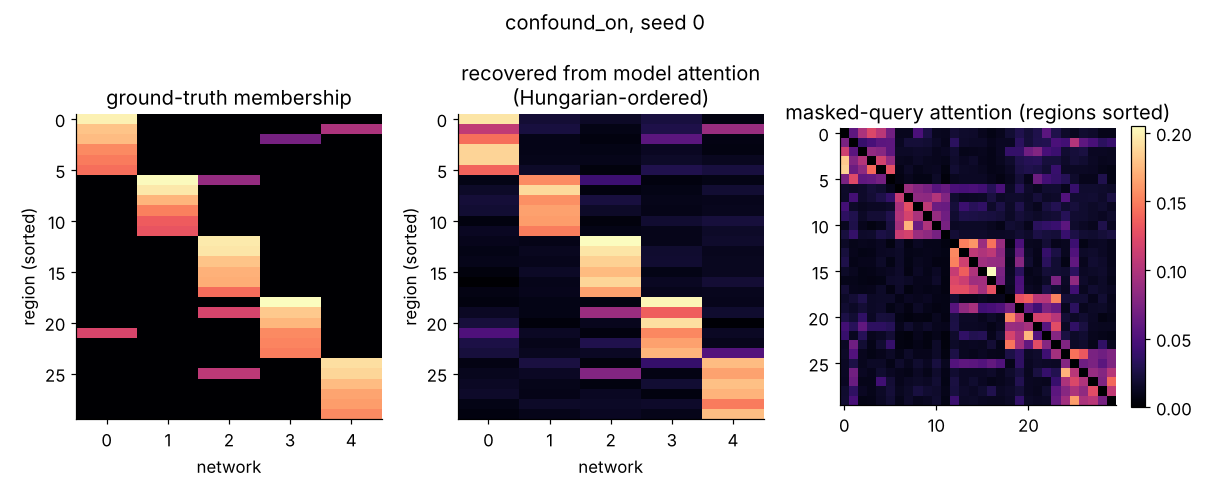 confound_on, seed 0
ground-truth membership
recovered from model attention
(Hungarian-ordered)
masked-query attention (regions sorted)
region (sorted)
0
5
10
15
20
25
0 1 2 3 4
network
region (sorted)
0
5
10
15
20
25
0 1 2 3 4
network
0
5
10
15
20
25
0 10 20
0.20
0.15
0.10
0.05
0.00